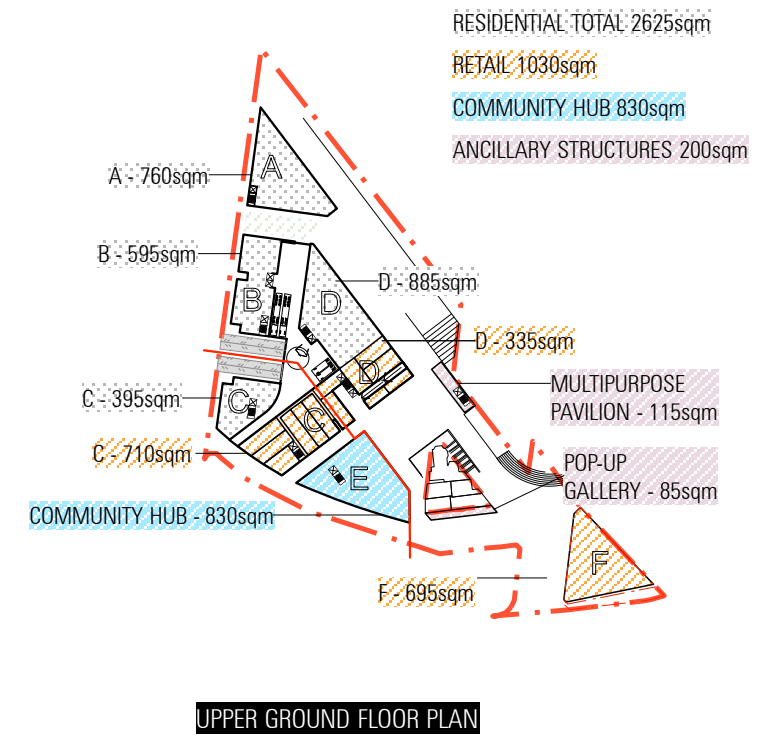 RESIDENTIAL TOTAL 2625sqm
RETAIL 1030sqm
COMMUNITY HUB 830sqm
ANCILLARY STRUCTURES 200sqm
A - 760sqm
A
B - 595sqm
B
D
D - 885sqm
D - 335sqm
D
C - 395sqm
C
C
C - 710sqm
MULTIPURPOSE
PAVILION - 115sqm
E
POP-UP
GALLERY - 85sqm
COMMUNITY HUB - 830sqm
F
F - 695sqm
UPPER GROUND FLOOR PLAN